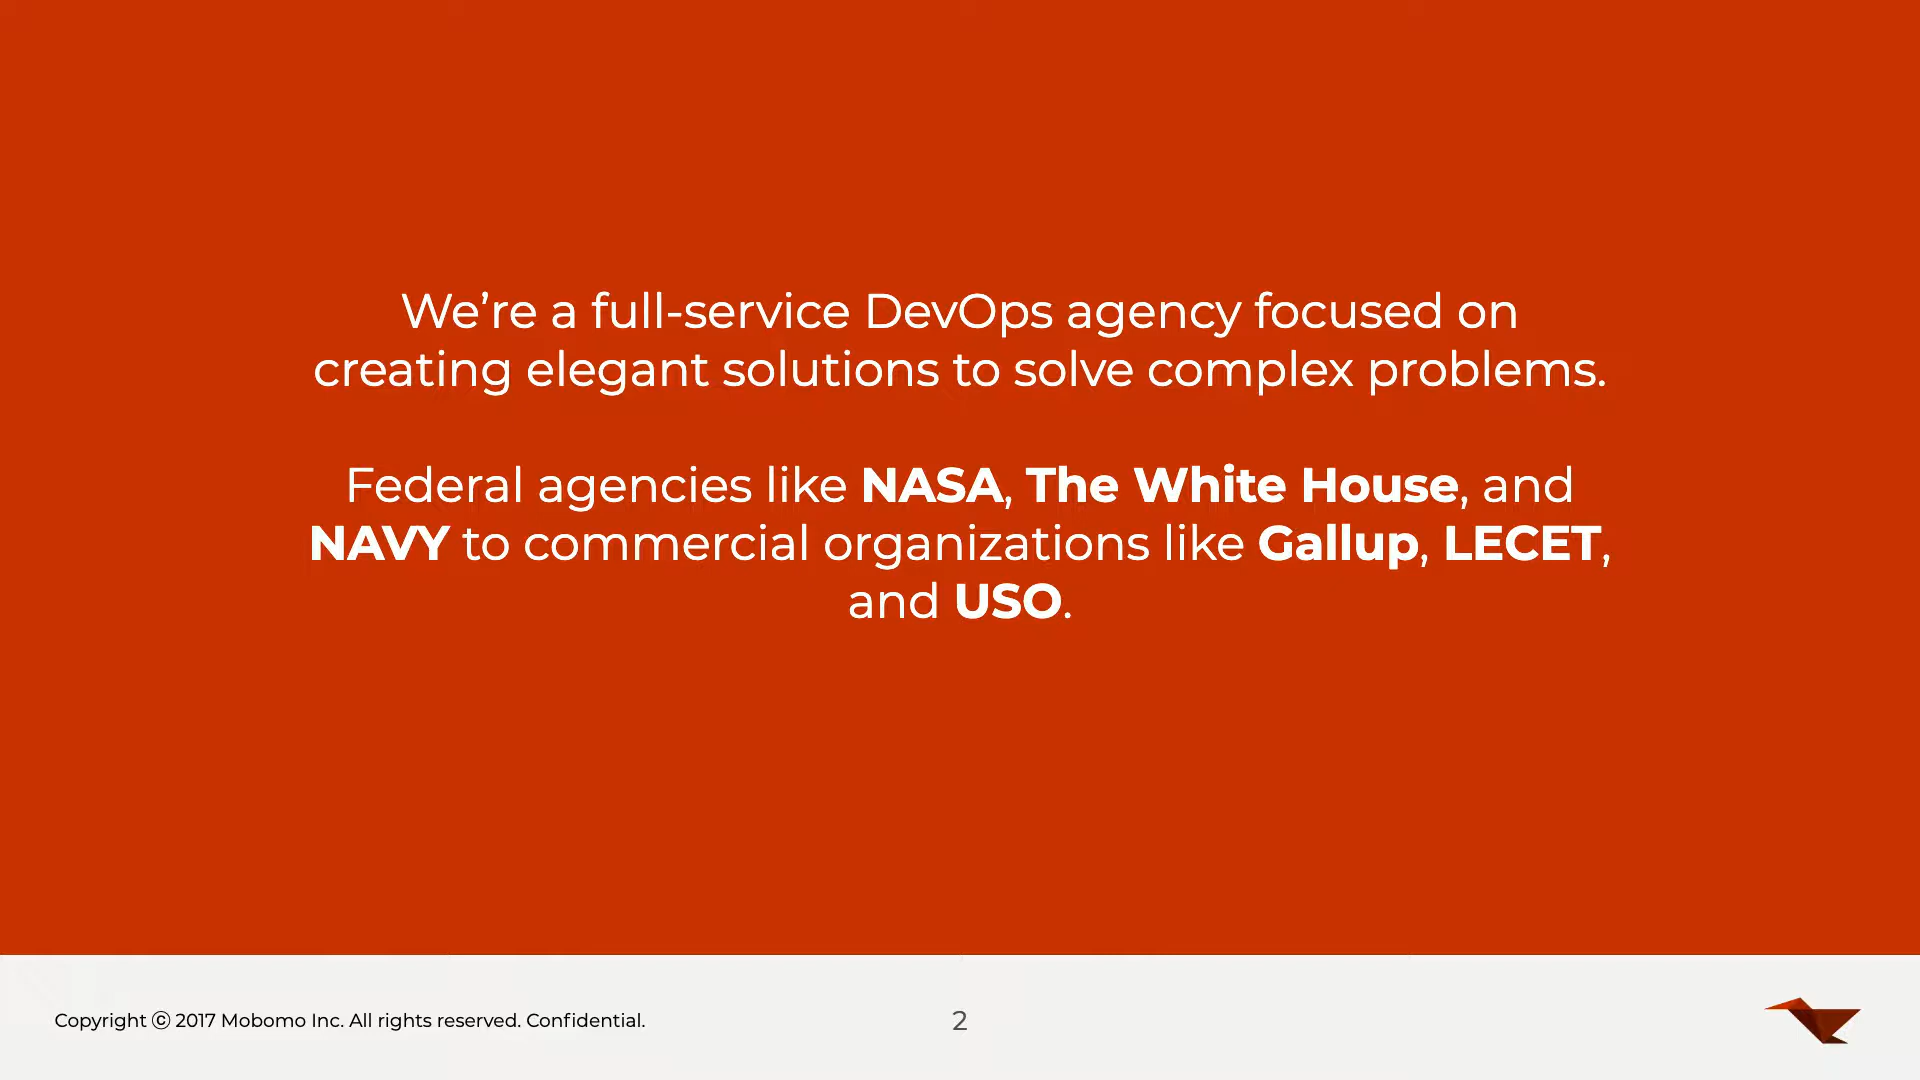 We’re a full-service DevOps agency focused on
creating elegant solutions to solve complex problems.
Federal agencies like NASA, The White House, and
NAVY to commercial organizations like Gallup, LECET,
and USO.
Copyright ⓒ 2017 Mobomo Inc. All rights reserved. Confidential.
2